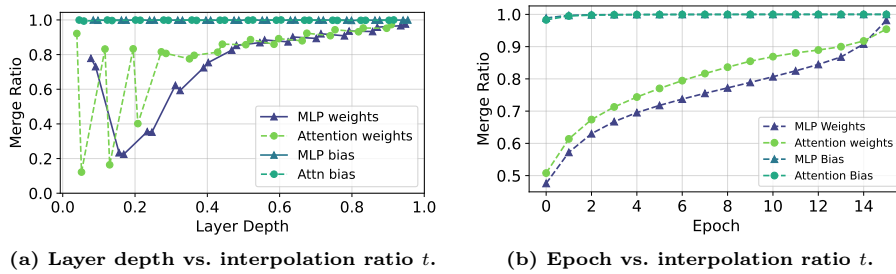 1.0
0.8
0.6
0.4
0.2
0.0
Merge Ratio
MLP weights
Attention weights
MLP bias
Attn bias
0.0 0.2 0.4 0.6 0.8 1.0
Layer Depth
(a) Layer depth vs. interpolation ratio t.
1.0
0.9
0.8
0.7
0.6
0.5
Merge Ratio
MLP Weights
Attention weights
MLP Bias
Attention Bias
0 2 4 6 8 10 12 14
Epoch
(b) Epoch vs. interpolation ratio t.